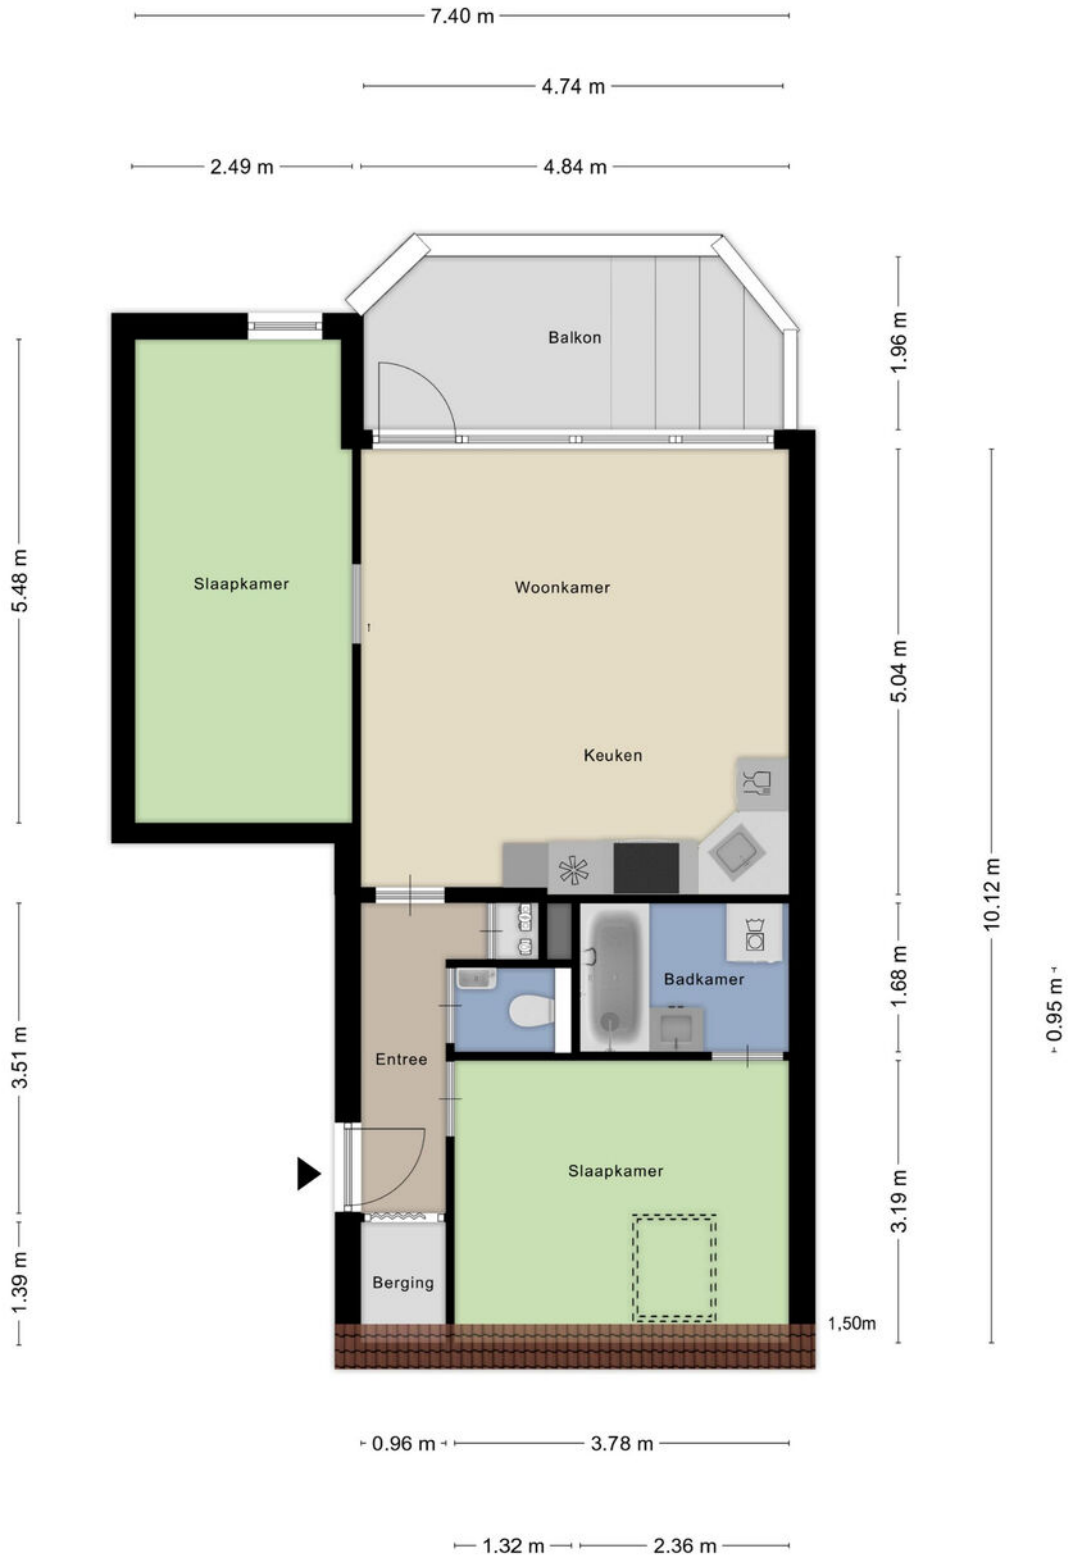 7.40 m
4.74 m
2.49 m
4.84 m
Balkon
1.96 m
5.48 m
Slaapkamer
Woonkamer
5.04 m
Keuken
10.12 m
1.68 m
Badkamer
0.95 m
3.51 m
Entree
Slaapkamer
3.19 m
1.39 m
Berging
1,50m
0.96 m
3.78 m
1.32 m
2.36 m